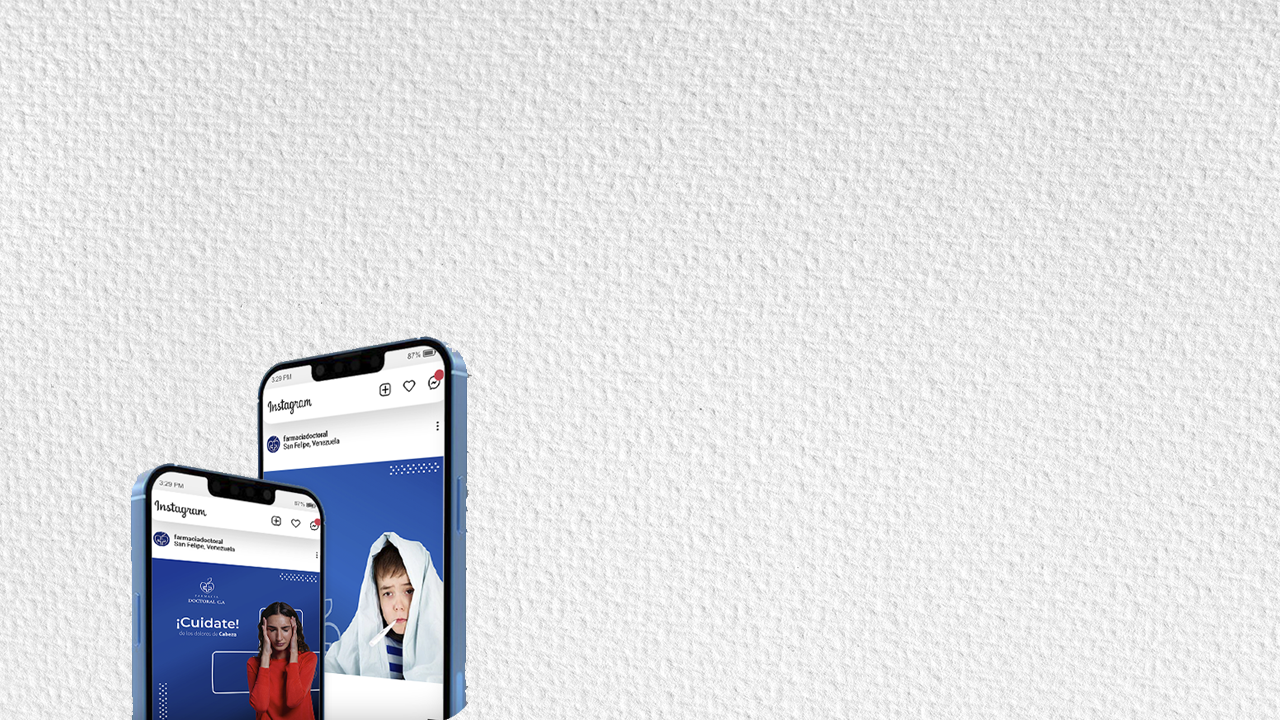 3:29 PM
87%
Instagram
farmaciadoctoral
San Felipe, Venezuela
3:29 PM
87%
Instagram
farmaciadoctoral
San Felipe, Venezuela
FARMACIA
DOCTORAL C.A
¡Cuidate!
de los dolores de Cabeza